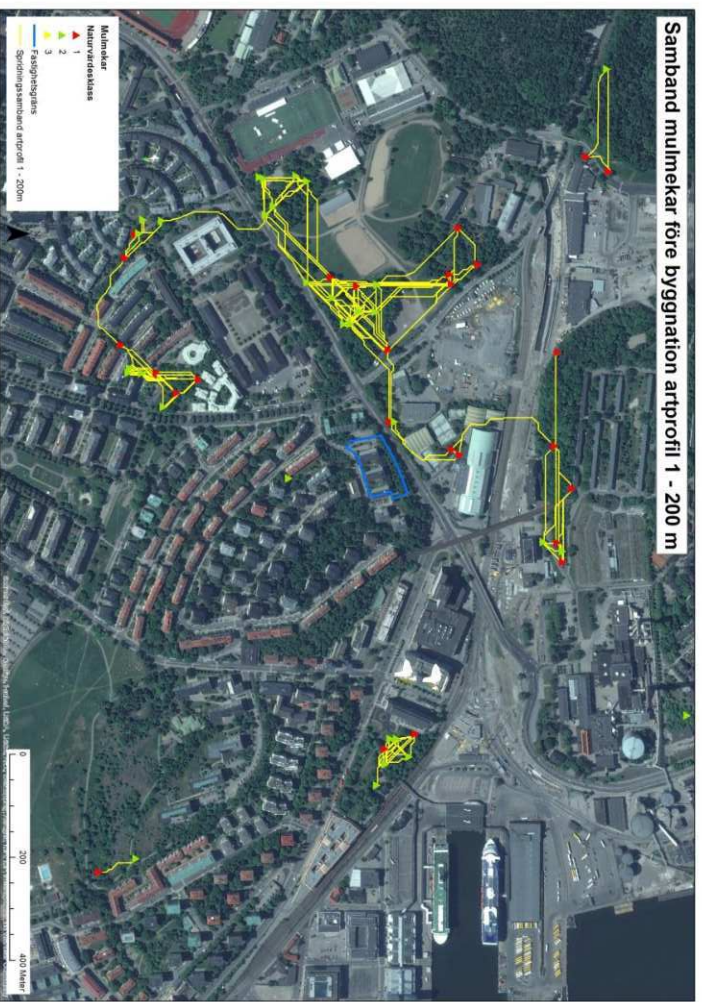 Samband mulmekar före byggnation artprofil 1 - 200 m
Mulmekar
Naturvärdesklass
1
2
3
Fastighetsgräns
Spridningssamband artprofil 1 - 200m
0 200 400 Meter